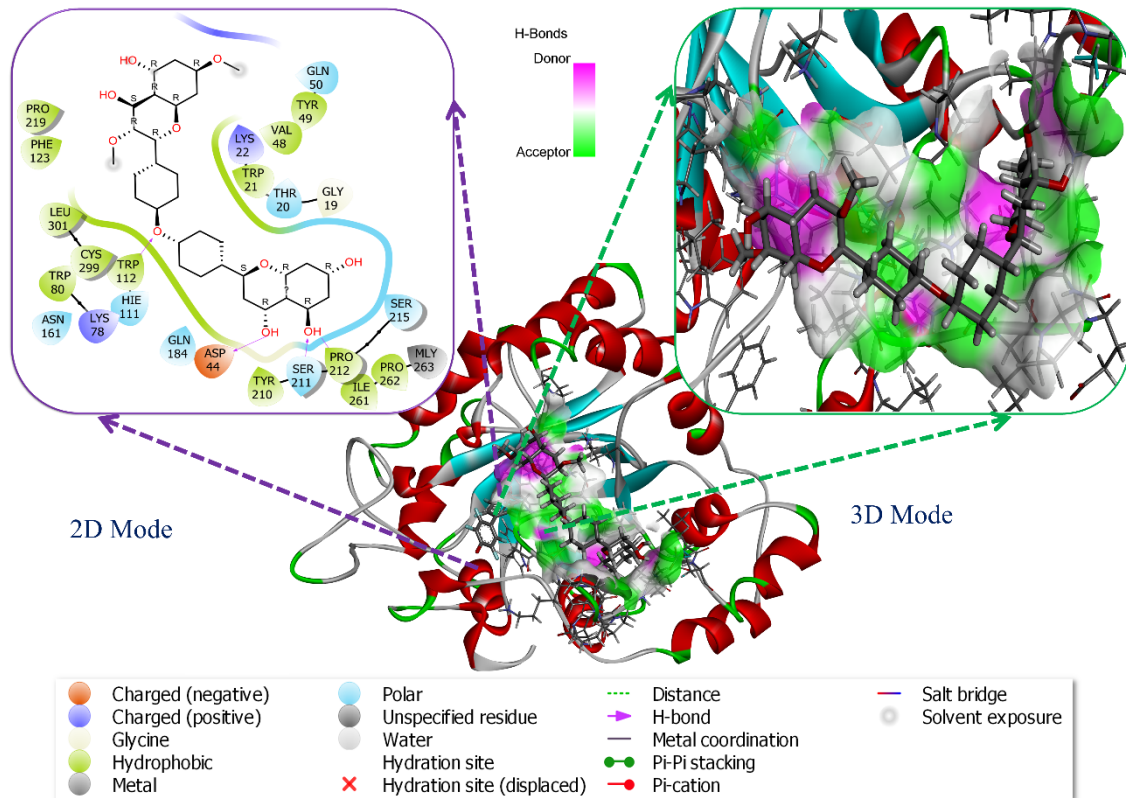 H-Bonds
Donor
Acceptor
OH
R
O
HO
R
R
HO
S
R
R
R
O
O
PRO
219
PHE
123
GLN
50
TYR
49
VAL
48
LYS
22
TRP
21
THR
20
GLY
19
LEU
301
CYS
299
TRP
112
TRP
80
HIE
111
LYS
78
ASN
161
O
S
O
R
R
OH
?
R
R
OH
OH
GLN
184
ASP
44
SER
215
TYR
210
SER
211
PRO
212
ILE
261
PRO
262
MLY
263
2D Mode
3D Mode
Charged (negative)
Charged (positive)
Glycine
Hydrophobic
Metal
Polar
Unspecified residue
Water
Hydration site
Hydration site (displaced)
Distance
H-bond
Metal coordination
Pi-Pi stacking
Pi-cation
Salt bridge
Solvent exposure